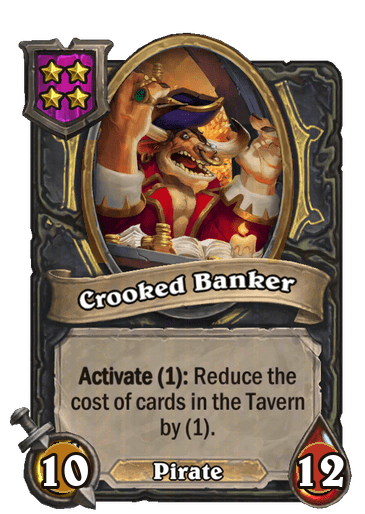 Crooked Banker
Activate (1): Reduce the
cost of cards in the Tavern
by (1).
10
Pirate
12